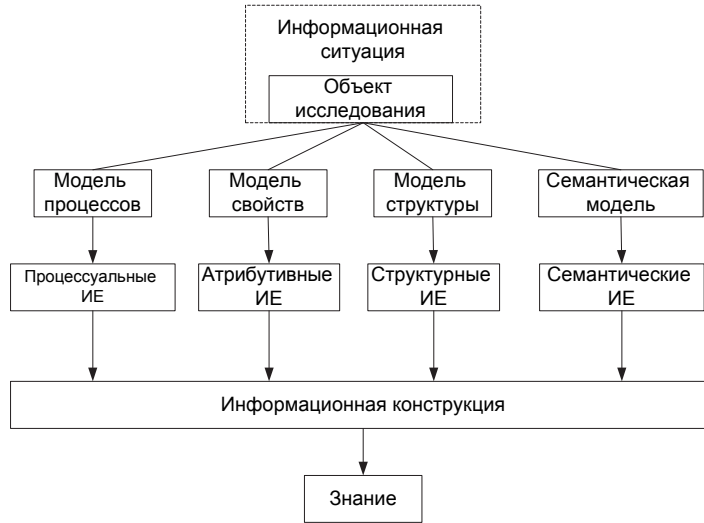 Информационная
ситуация
Объект
исследования
Модель
процессов
Модель
свойств
Модель
структуры
Семантическая
модель
Процессуальные
ИЕ
Атрибутивные
ИЕ
Структурные
ИЕ
Семантические
ИЕ
Информационная конструкция
Знание